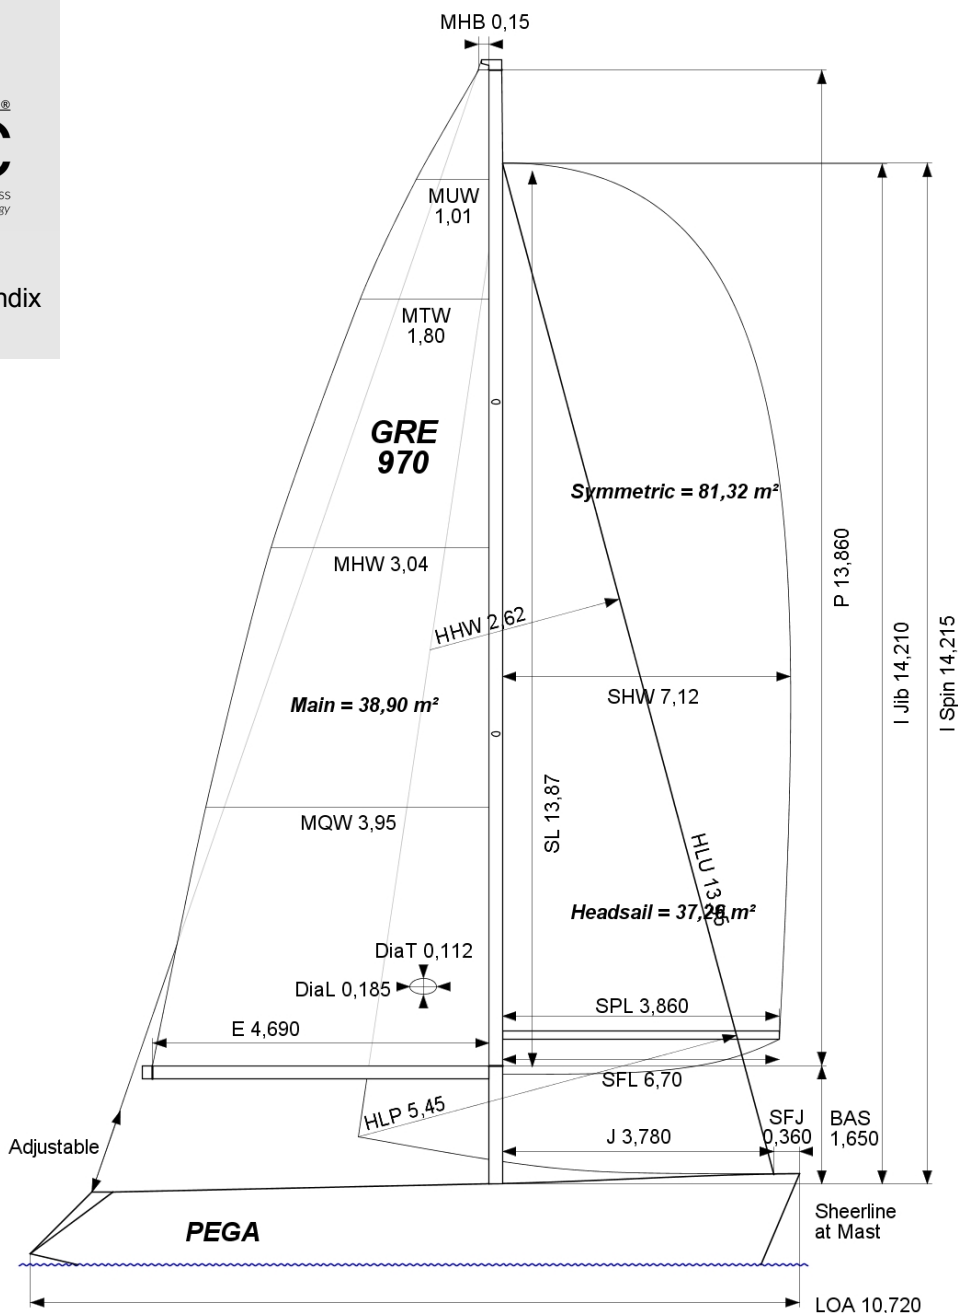 MHB 0,15
®
C
ss
gy
ndix
MUW
1,01
MTW
1,80
GRE
970
Symmetric = 81,32 m²
P 13,860
MHW 3,04
HHW 2,62
I Jib 14,210
I Spin 14,215
SHW 7,12
Main = 38,90 m²
SL 13,87
MQW 3,95
Headsail = 37,26 m²
DiaT 0,112
DiaL 0,185
SPL 3,860
E 4,690
SFL 6,70
HLP 5,45
SFJ
0,360
BAS
1,650
J 3,780
Adjustable
Sheerline
at Mast
PEGA
LOA 10,720